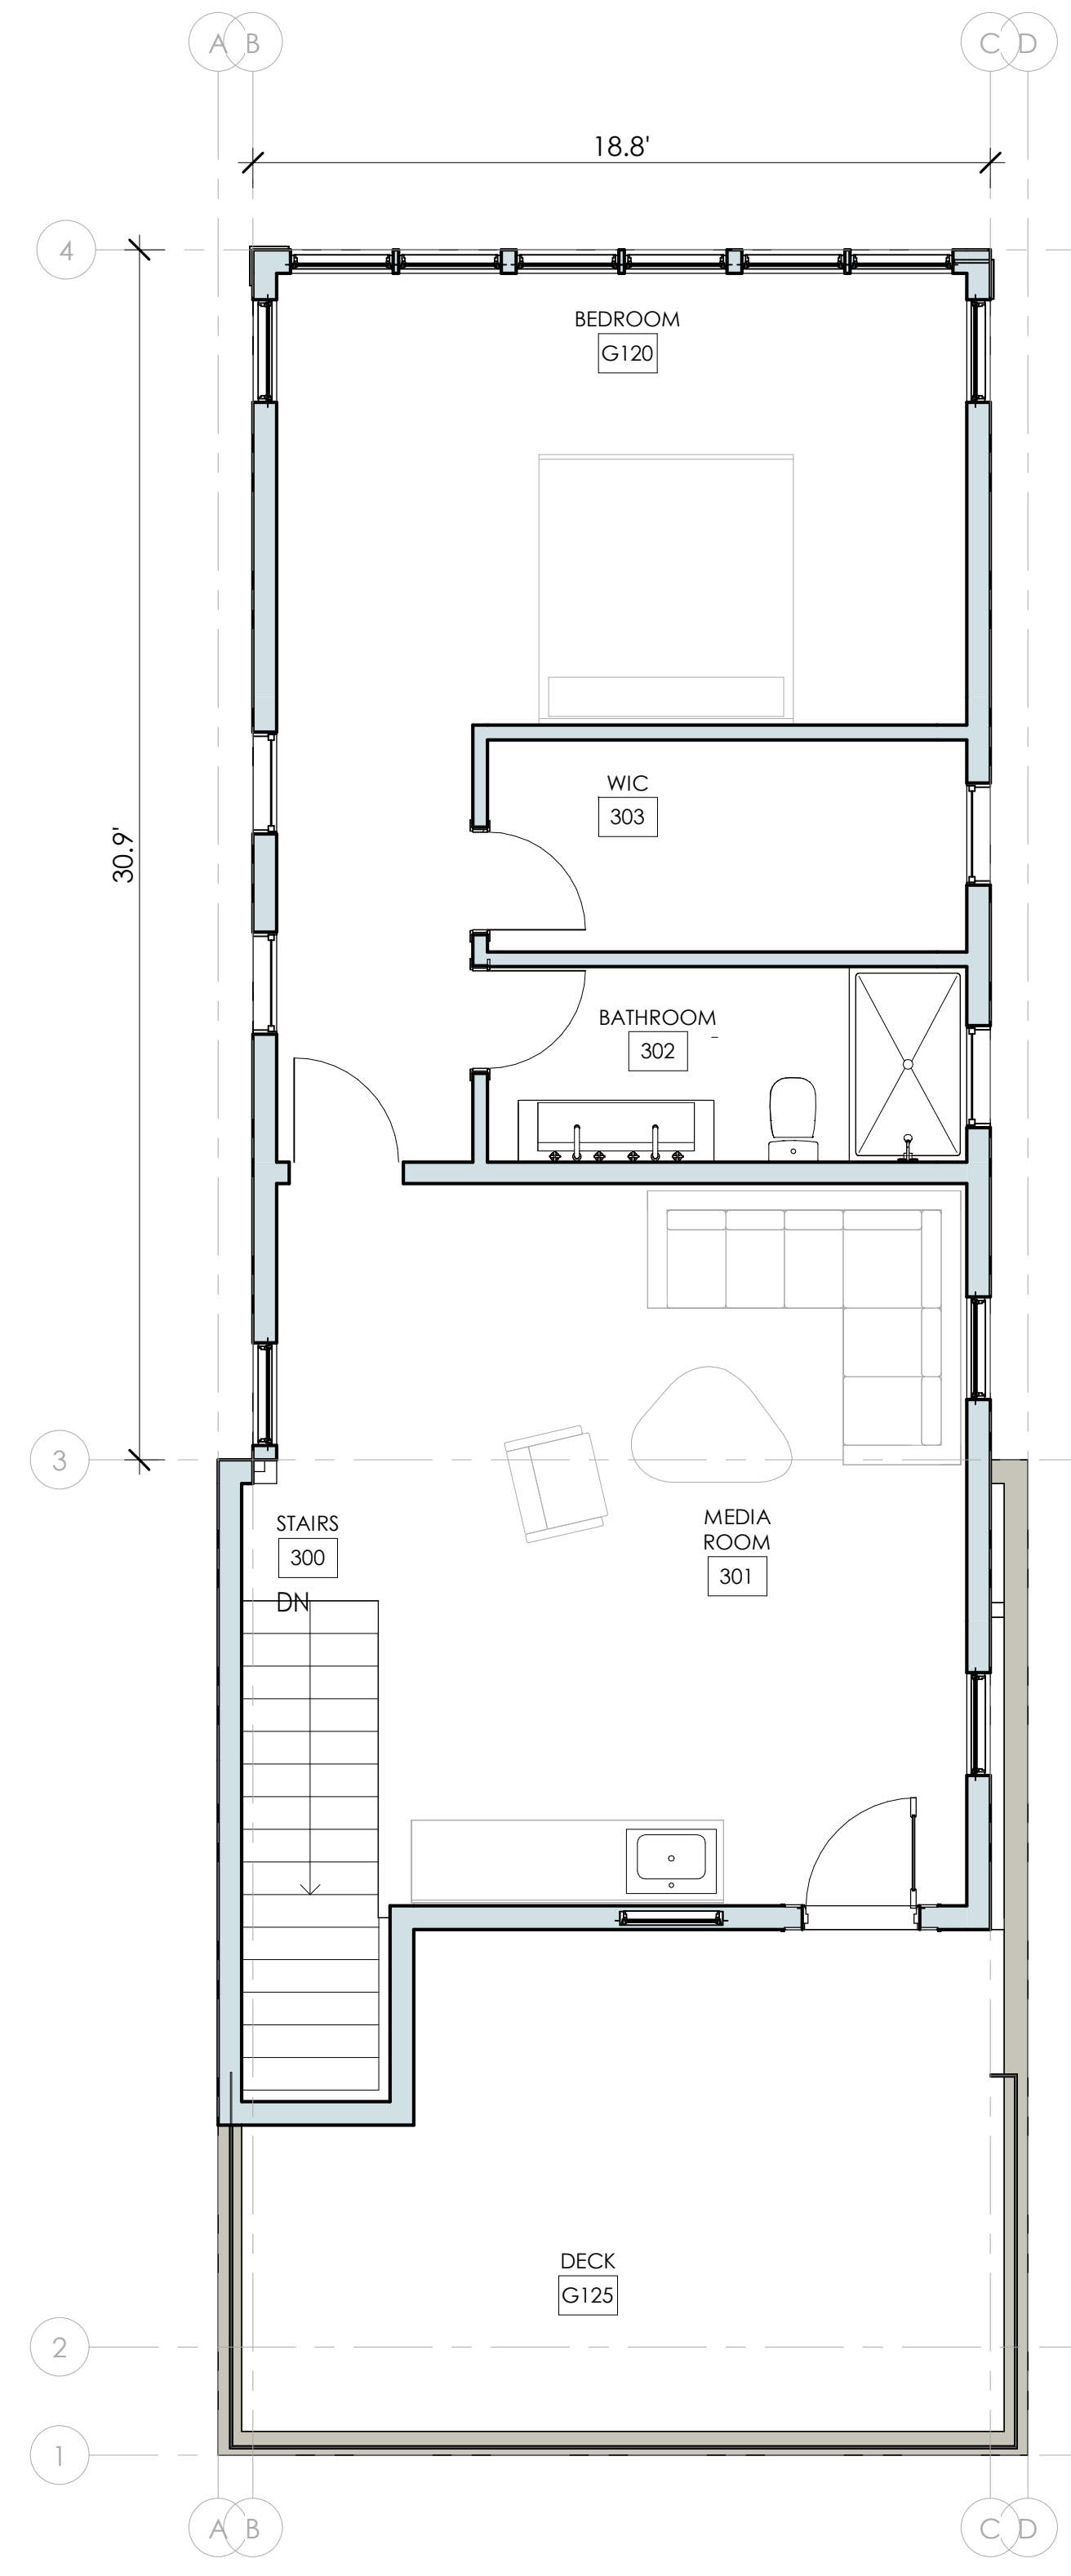 A B C D
18.8'
4
BEDROOM
G120
WIC
303
30.9'
BATHROOM
302
3
STAIRS
300
DN
MEDIA
ROOM
301
DECK
G125
2
1
A B C D